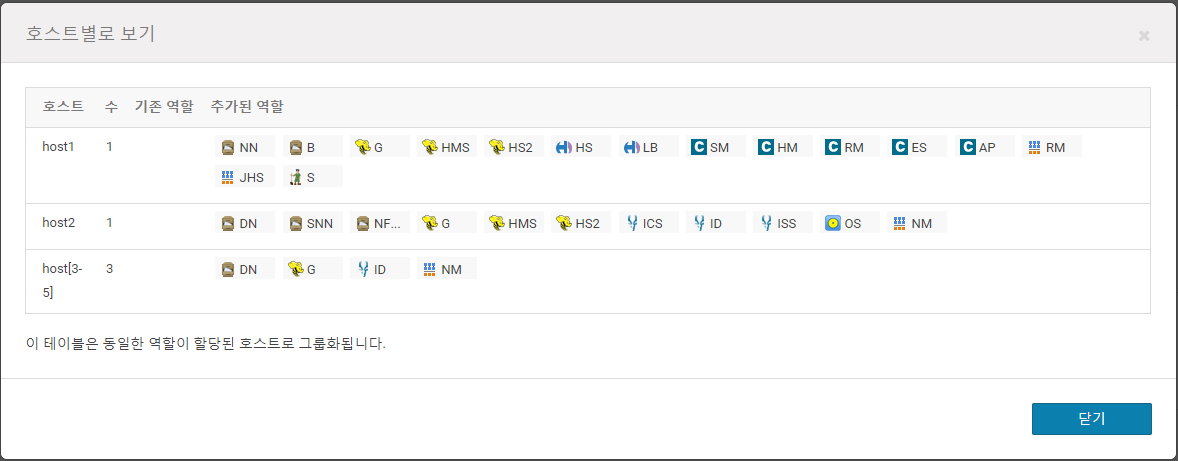 호스트별로 보기
호스트 수 기존 역할 추가된 역할
host1 1 NN B G HMS HS2 HS LB SM HM RM ES AP RM
JHS S
host2 1 DN SNN NF... G HMS HS2 ICS ID ISS OS NM
host[3- 3 DN G ID NM
5]
이 테이블은 동일한 역할이 할당된 호스트로 그룹화됩니다.
닫기